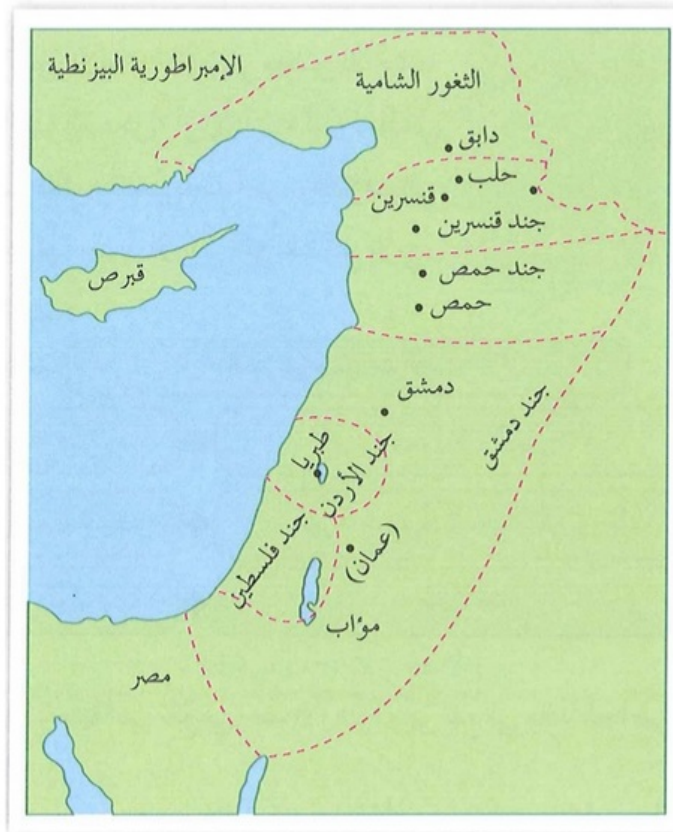 الإمبراطورية البيزنطية
الثغور الشامية
دابق
حلب
قنسرين
جند قنسرين
جند حمص
حمص
قبرص
دمشق
جند دمشق
طبريا
جند الأردن
جند فلسطين
(عمان)
مؤاب
مصر